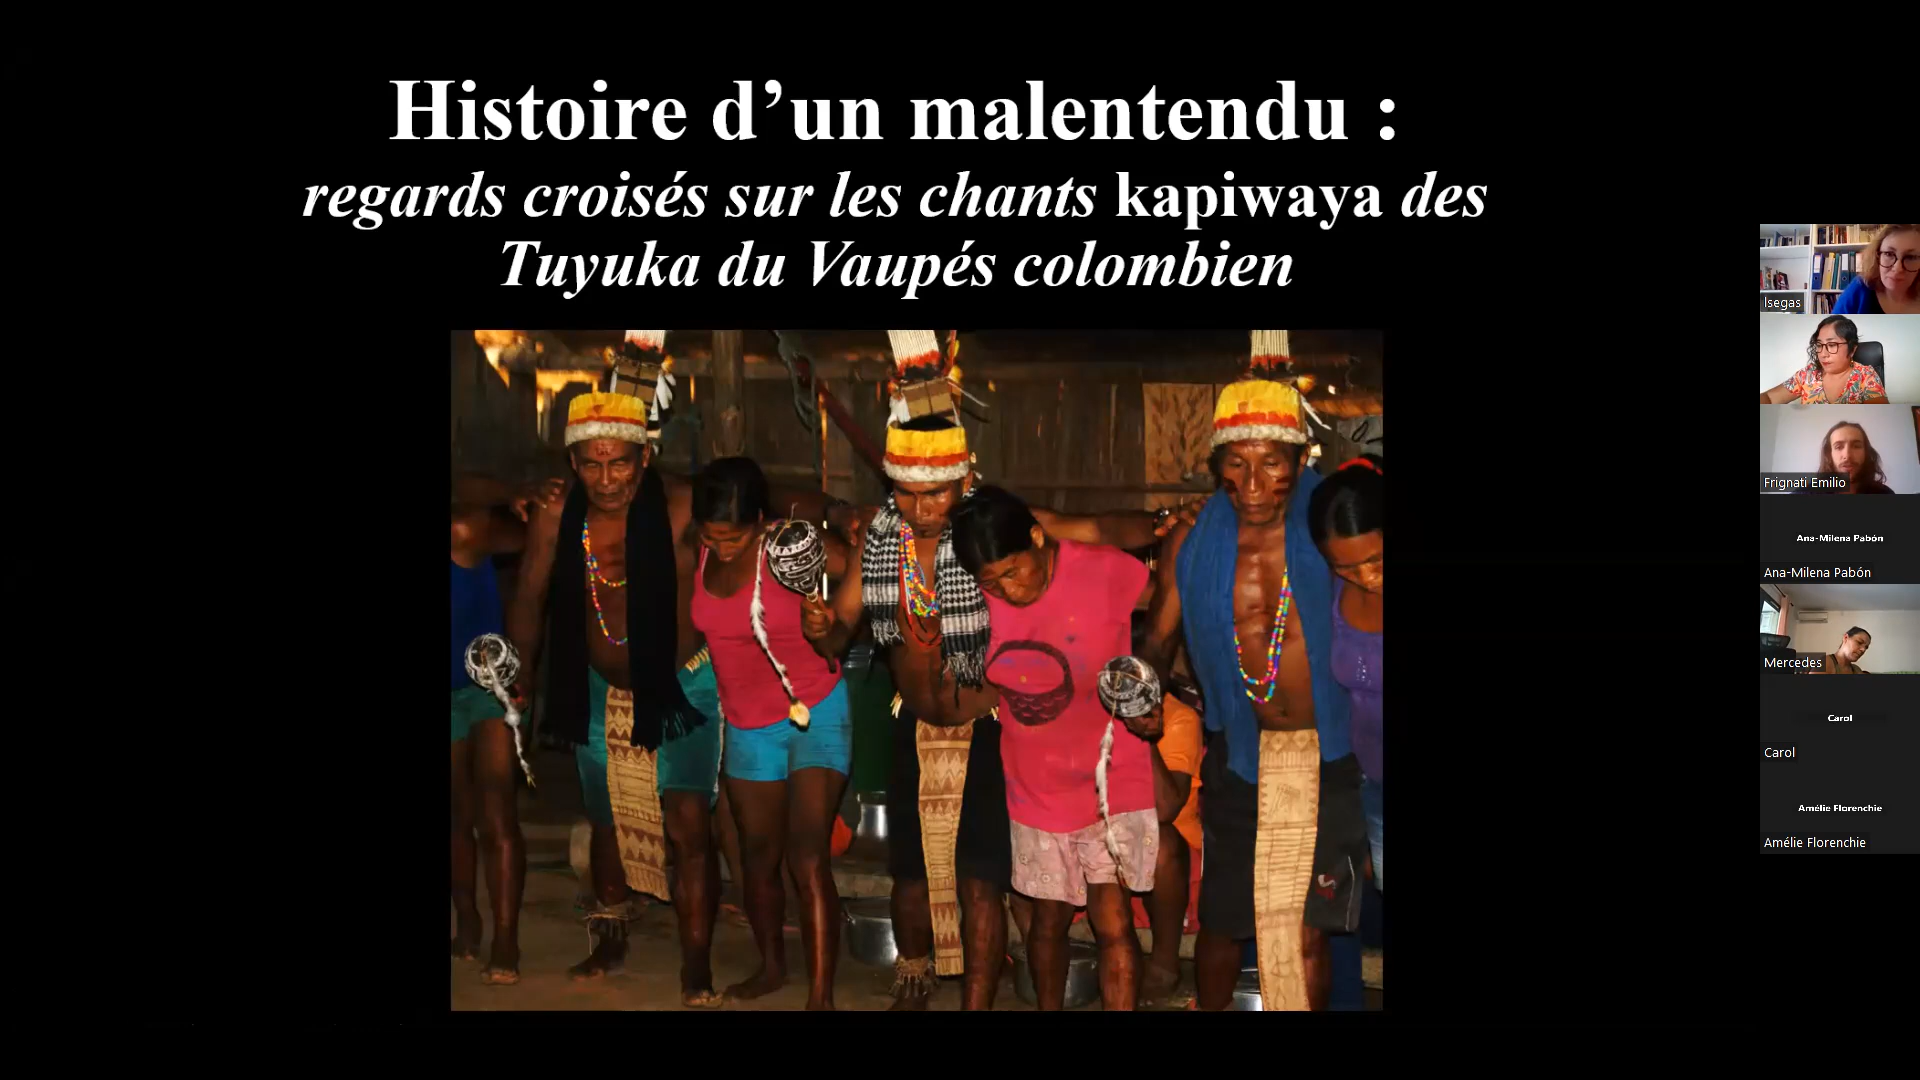 Histoire d’un malentendu :
regards croisés sur les chants kapiwaya des
Tuyuka du Vaupés colombien
lsegas
Frignati Emilio
Ana-Milena Pabón
Ana-Milena Pabón
Mercedes
Carol
Carol
Amélie Florenchie
Amélie Florenchie